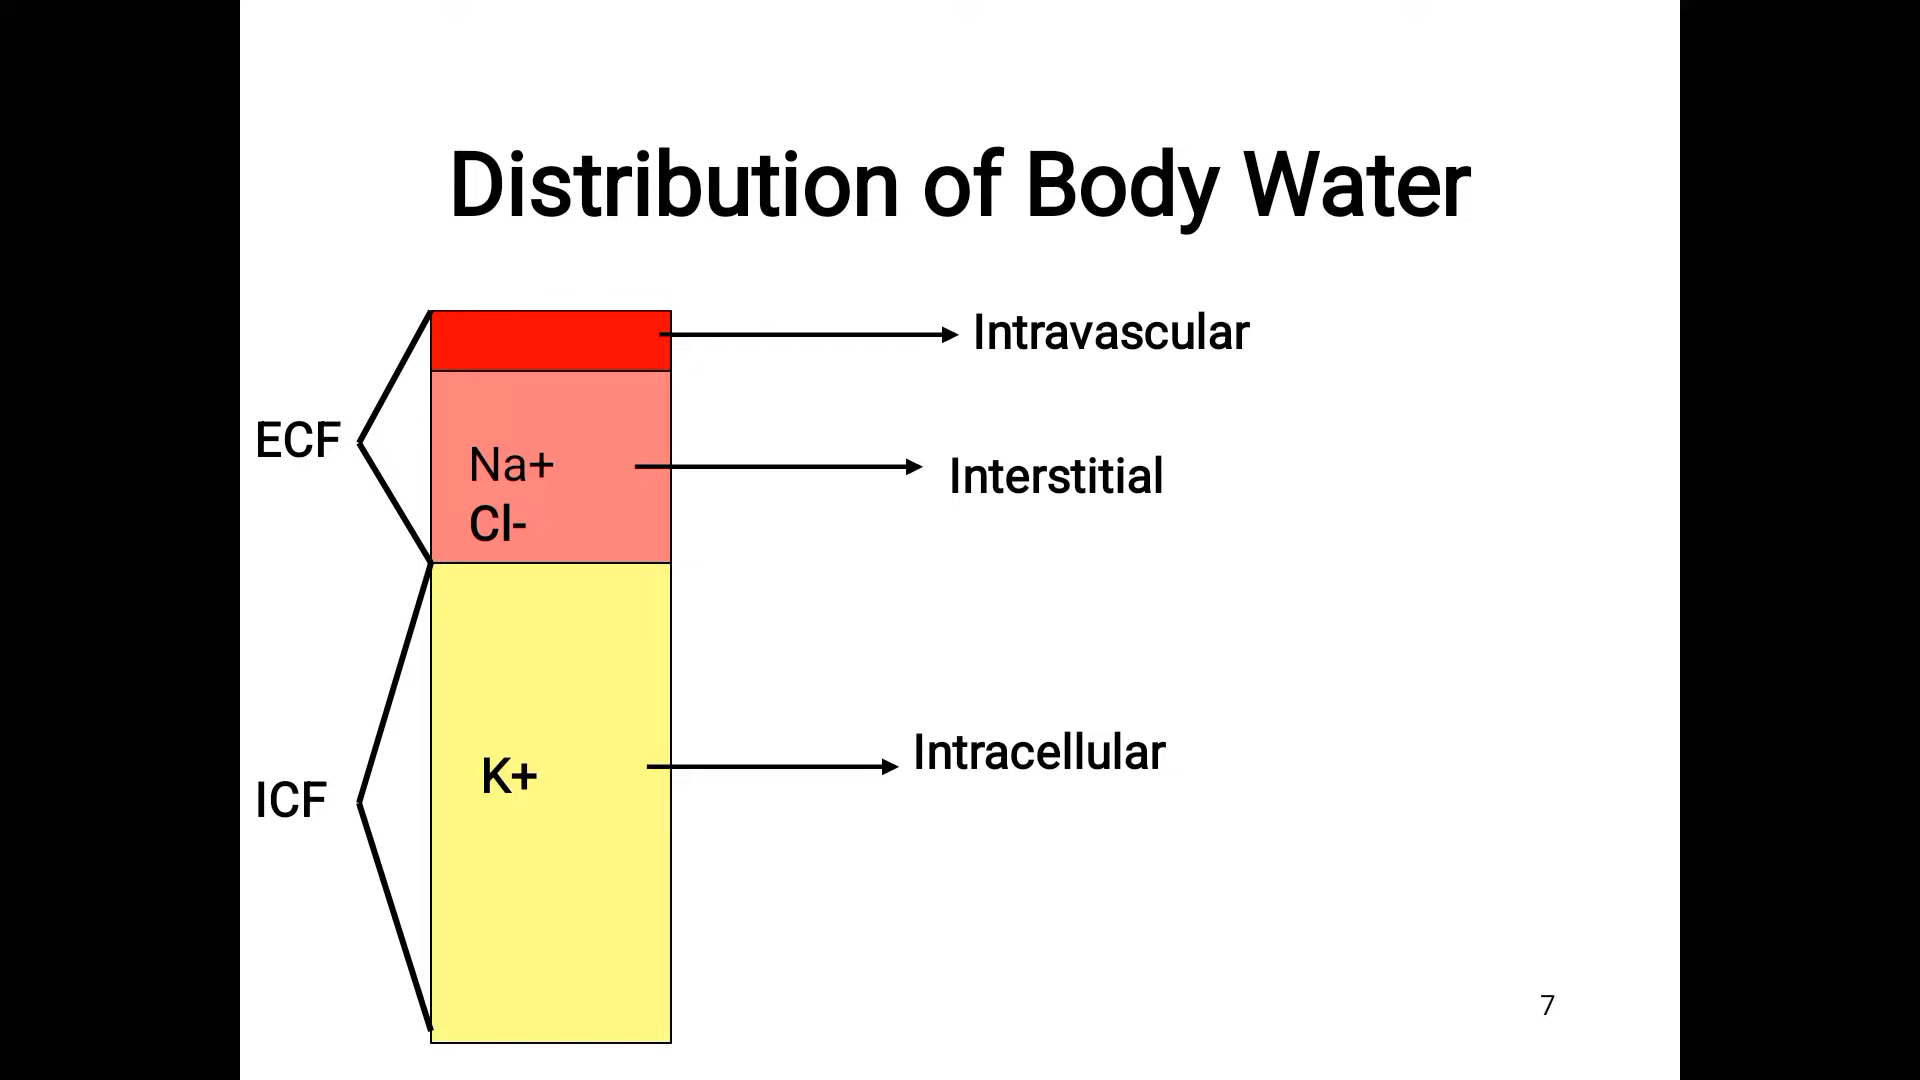 Distribution of Body Water
Intravascular
ECF
Na+
Cl-
Interstitial
Intracellular
K+
ICF
7